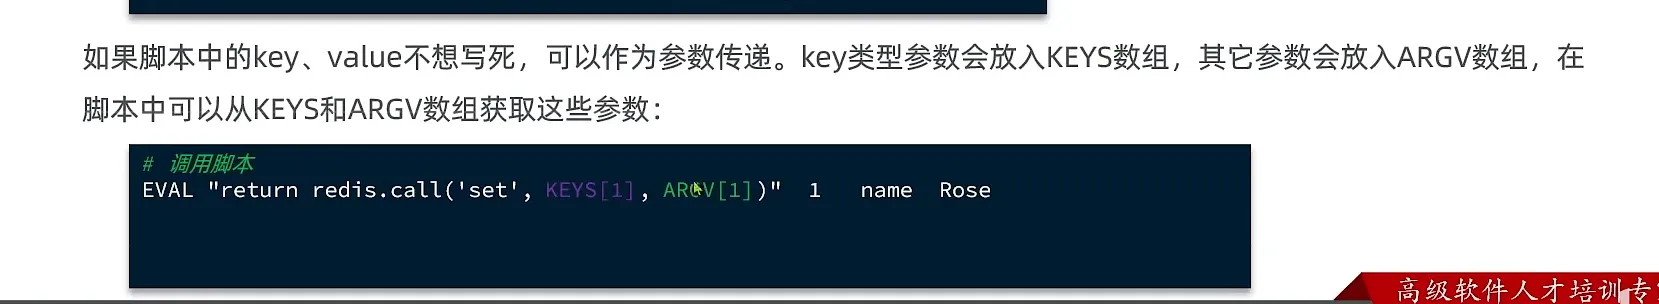 如果脚本中的key、value不想写死，可以作为参数传递。key类型参数会放入KEYS数组，其它参数会放入ARGV数组，在
脚本中可以从KEYS和ARGV数组获取这些参数：
# 调用脚本
EVAL "return redis.call('set', KEYS[1], ARGV[1])" 1 name Rose
高级软件人才培训专